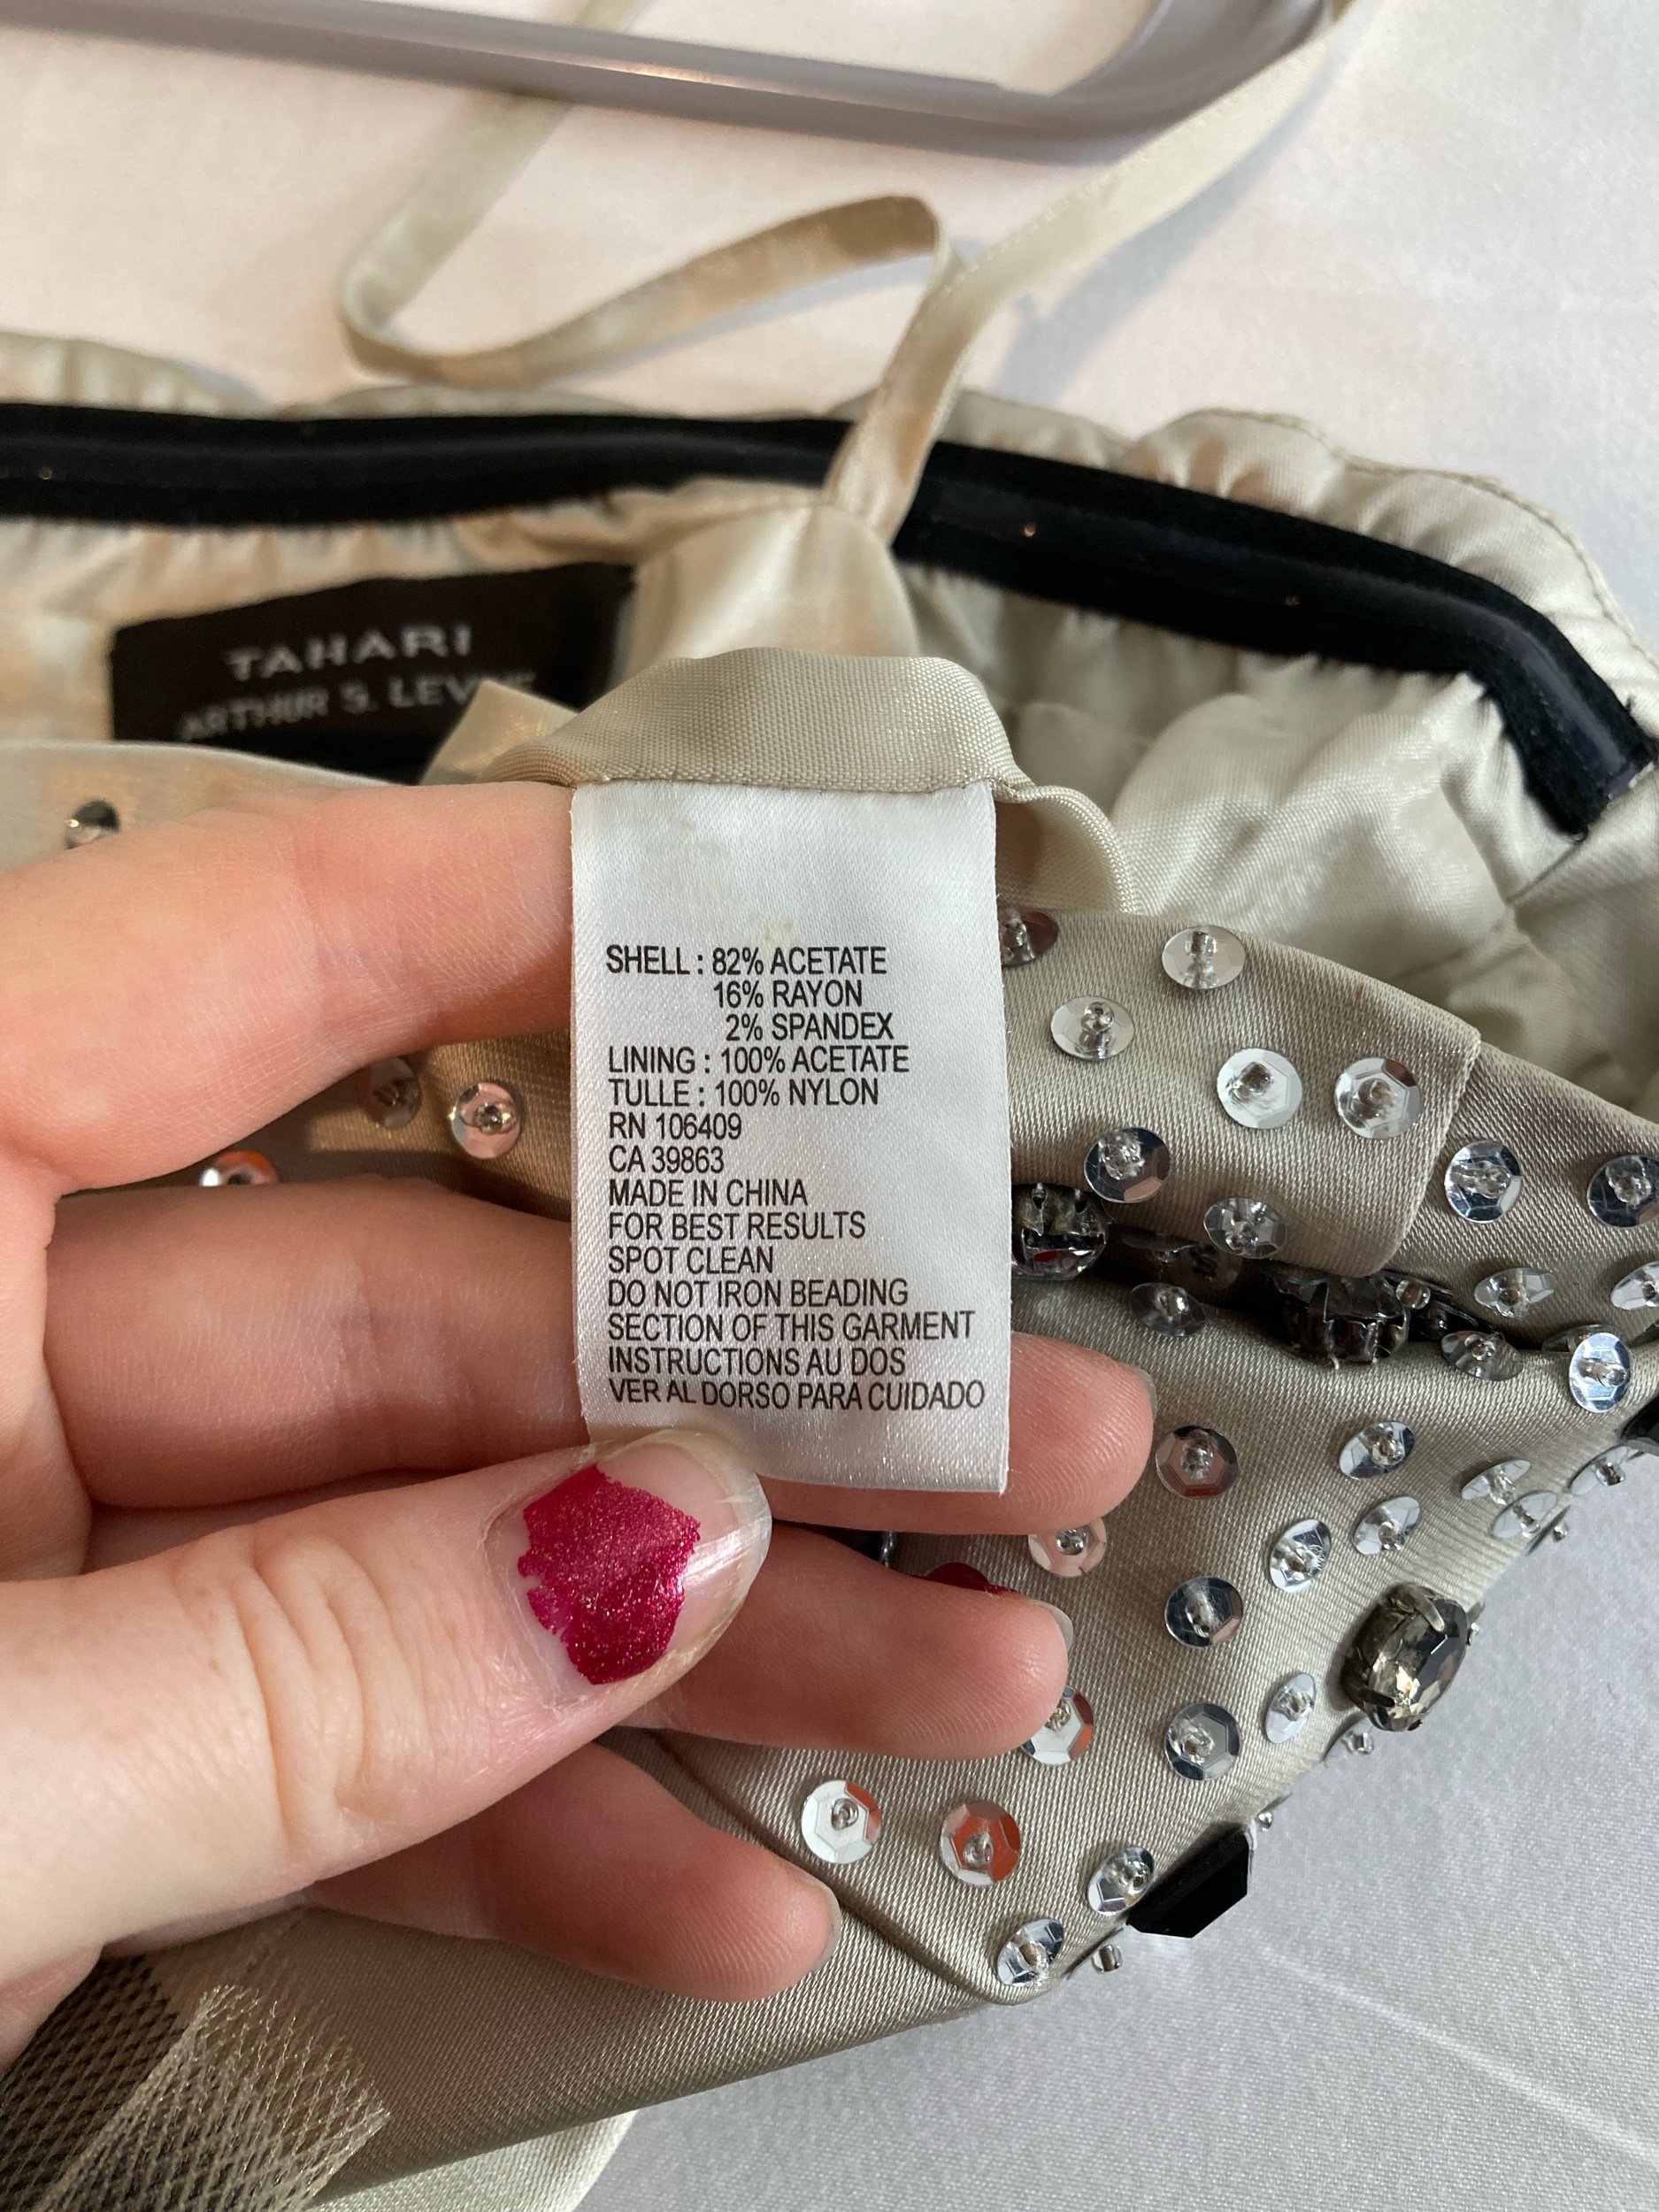 TAHARI
ARTHUR S. LEVINE
SHELL : 82% ACETATE
16% RAYON
2% SPANDEX
LINING : 100% ACETATE
TULLE : 100% NYLON
RN 106409
CA 39863
MADE IN CHINA
FOR BEST RESULTS
SPOT CLEAN
DO NOT IRON BEADING
SECTION OF THIS GARMENT
INSTRUCTIONS AU DOS
VER AL DORSO PARA CUIDADO